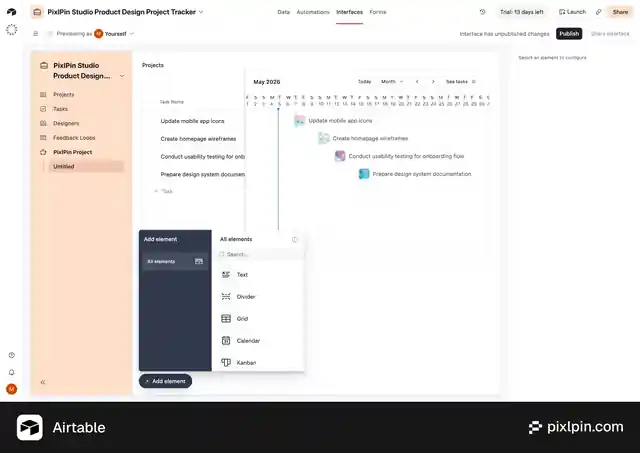 PixlPin Studio Product Design Project Tracker
Data
Automations
Interfaces
Forms
Trial: 13 days left
Launch
Share
Previewing as
M
Yourself
Interface has unpublished changes
Publish
Share interface
PixlPin Studio
Product Design....
Projects
Tasks
Designers
Feedback Loops
PixlPin Project
Untitled
Projects
Select an element to configure
May 2026
Today
Month
See tasks
Task Name
Update mobile app icons
Create homepage wireframes
Conduct usability testing for onb
Prepare design system documen
+ Task
Update mobile app icons
Create homepage wireframes
Conduct usability testing for onboarding flow
Prepare design system documentation
Add element
All elements
All elements
Search...
Text
Divider
Grid
Calendar
Kanban
+ Add element
M
Airtable
pixlpin.com